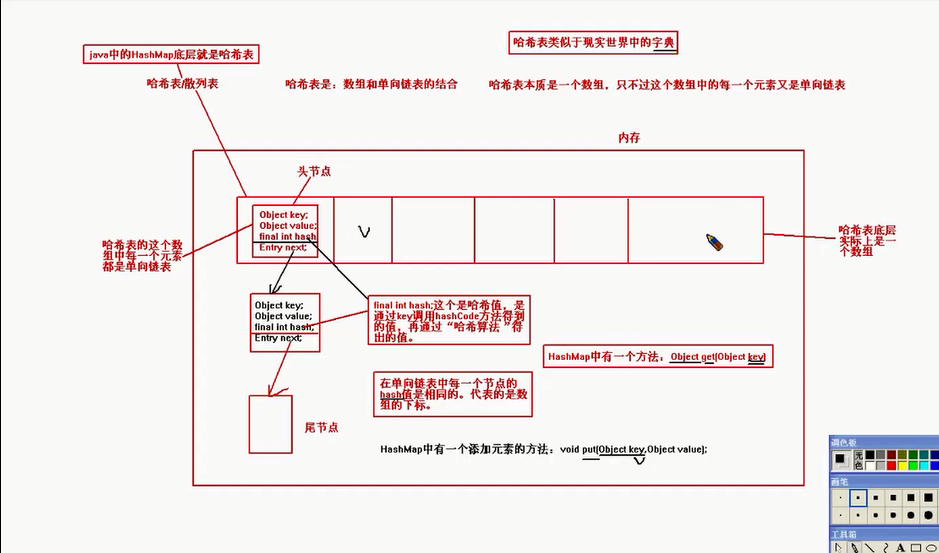 哈希表类似于现实世界中的字典
java中的HashMap底层就是哈希表
哈希表/散列表
哈希表是：数组和单向链表的结合
哈希表本质是一个数组，只不过这个数组中的每一个元素又是单向链表
内存
头节点
Object key;
Object value;
final int hash
Entry next;
V
哈希表的这个数
组中每一个元素
都是单向链表
哈希表底层
实际上是一
个数组
Object key;
Object value;
final int hash;
Entry next;
final int hash;这个是哈希值，是
通过key调用hashCode方法得到
的值，再通过“哈希算法”得
出的值。
HashMap中有一个方法：Object get(Object key)
在单向链表中每一个节点的
hash值是相同的。代表的是数
组的下标。
尾节点
HashMap中有一个添加元素的方法：void put(Object key,Object value);
V
调色板
无
色
画笔
工具箱
A